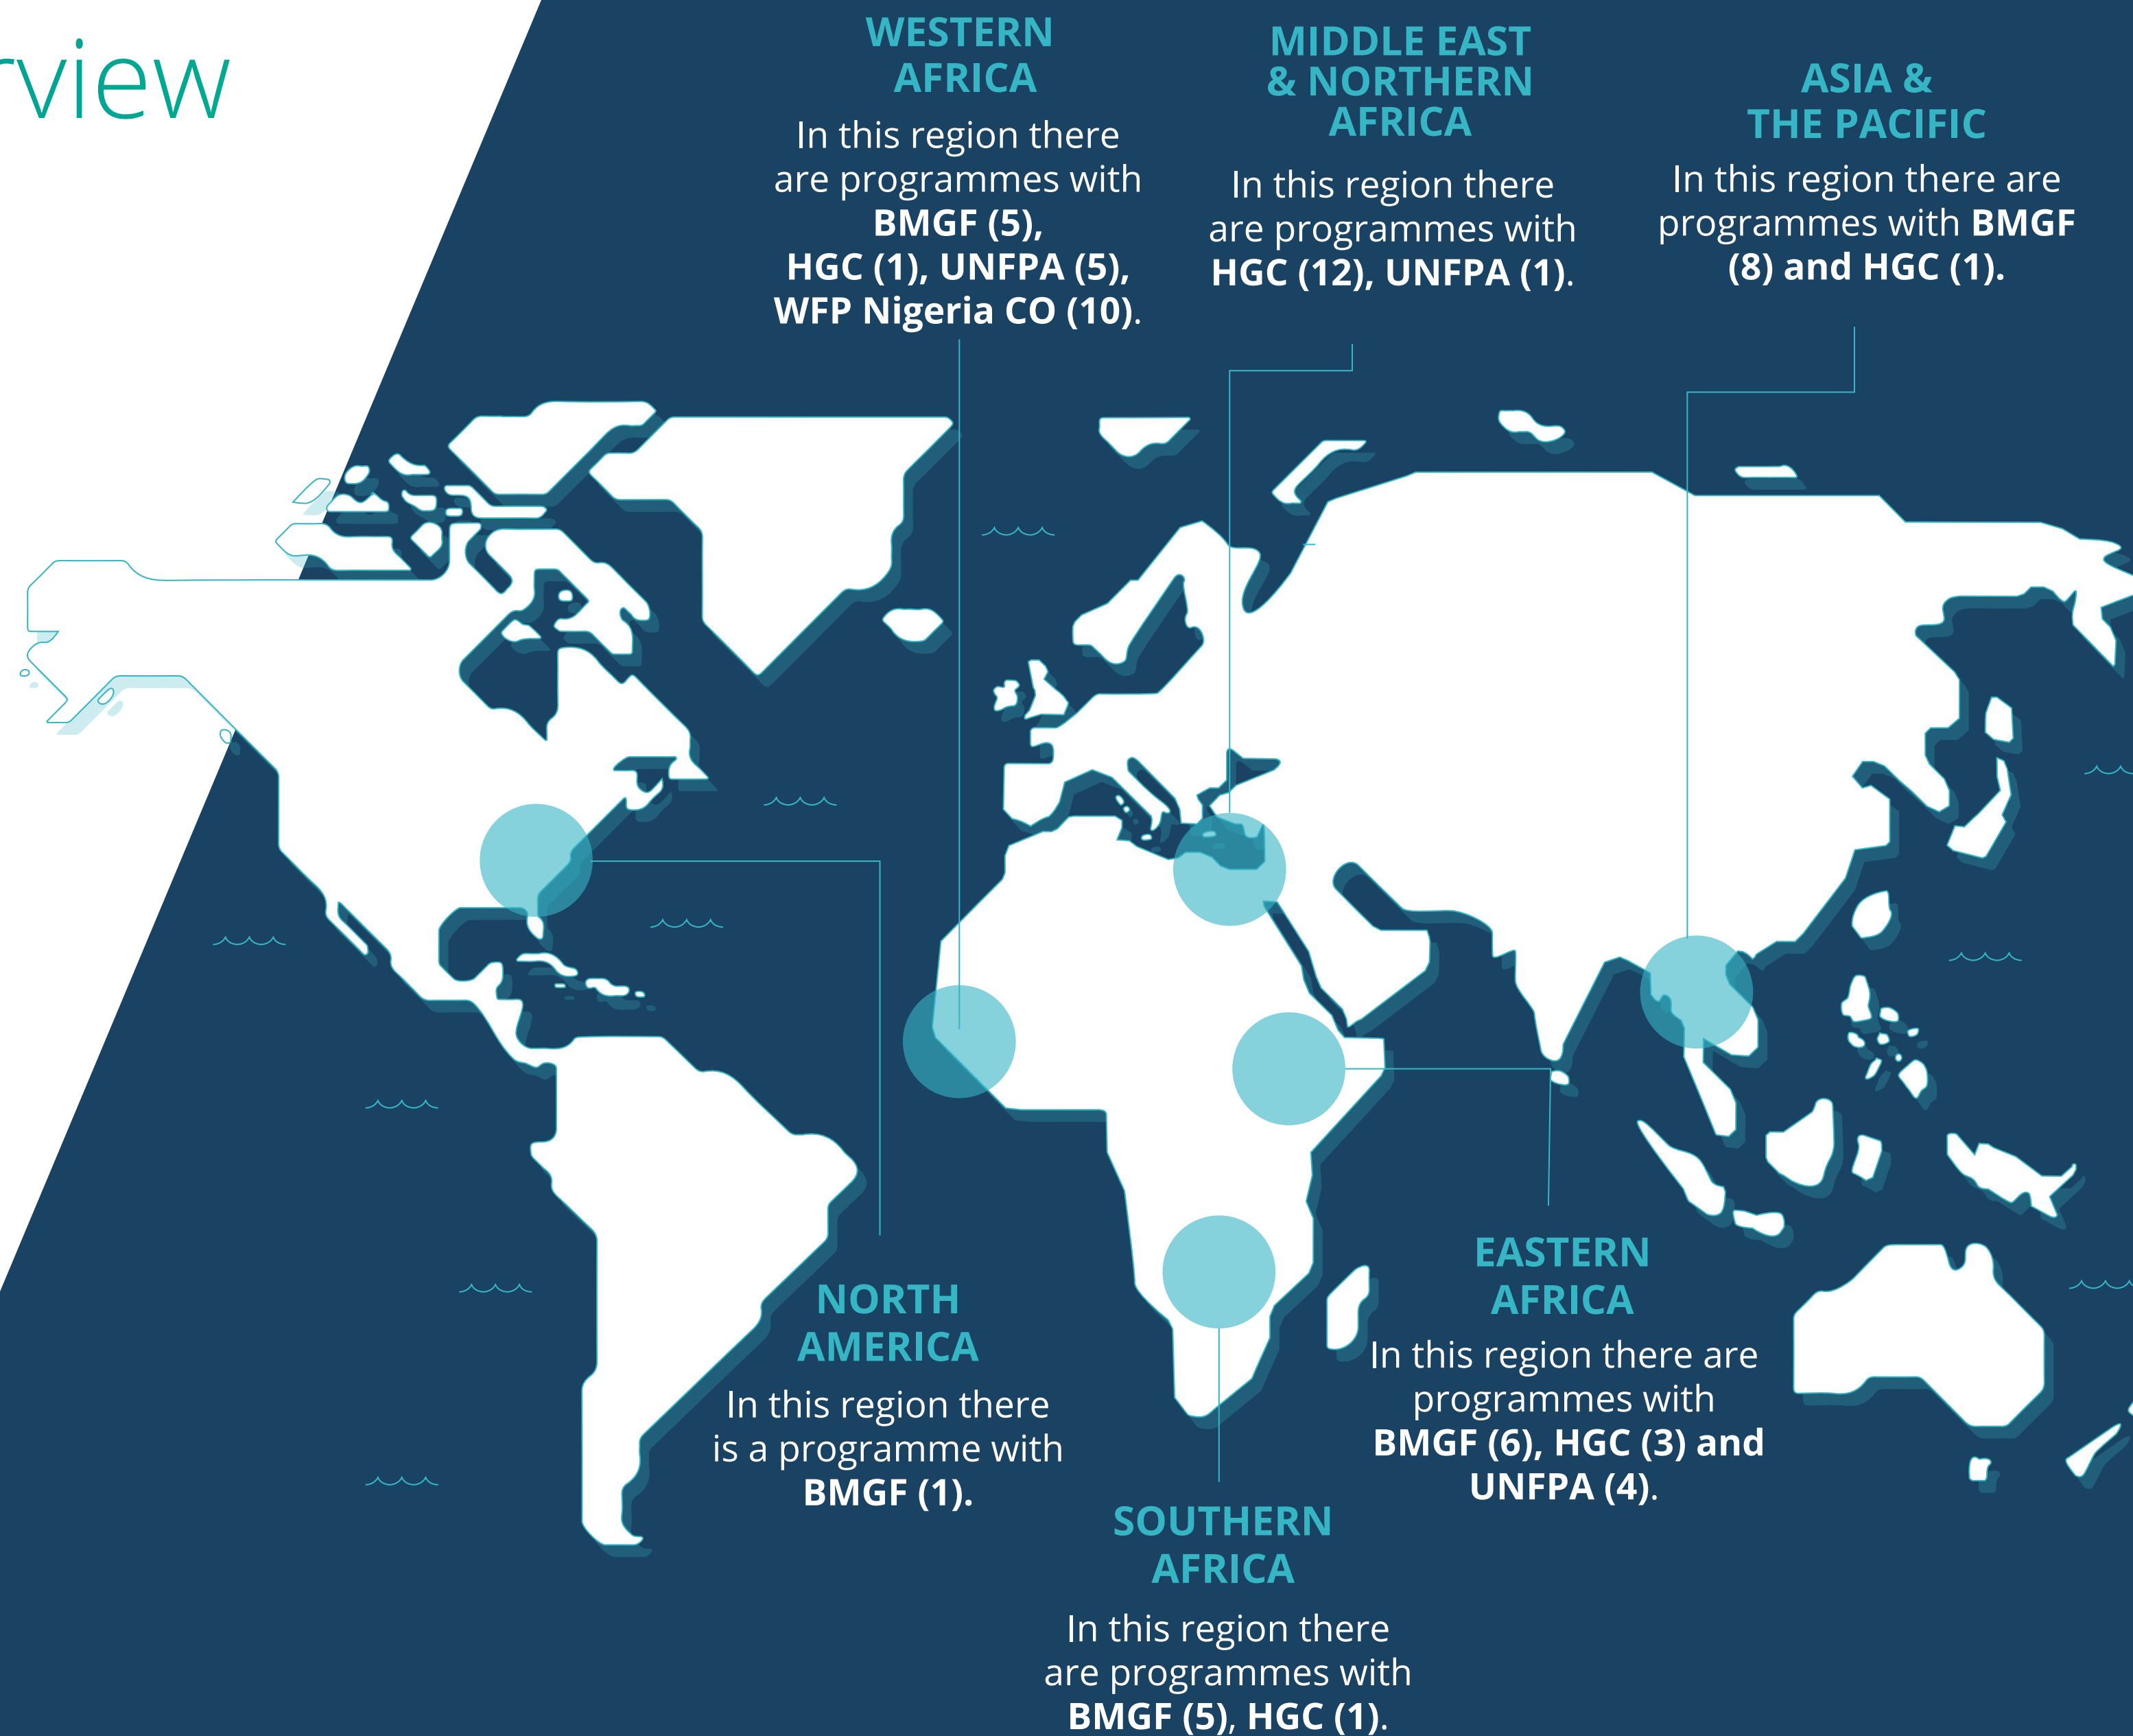 WESTERN
AFRICA
In this region there
are programmes with
BMGF (5),
HGC (1), UNFPA (5),
WFP Nigeria CO (10).
MIDDLE EAST
& NORTHERN
AFRICA
In this region there
are programmes with
HGC (12), UNFPA (1).
ASIA &
THE PACIFIC
In this region there are
programmes with BMGF
(8) and HGC (1).
NORTH
AMERICA
In this region there
is a programme with
BMGF (1).
EASTERN
AFRICA
In this region there are
programmes with
BMGF (6), HGC (3) and
UNFPA (4).
SOUTHERN
AFRICA
In this region there
are programmes with
BMGF (5), HGC (1).